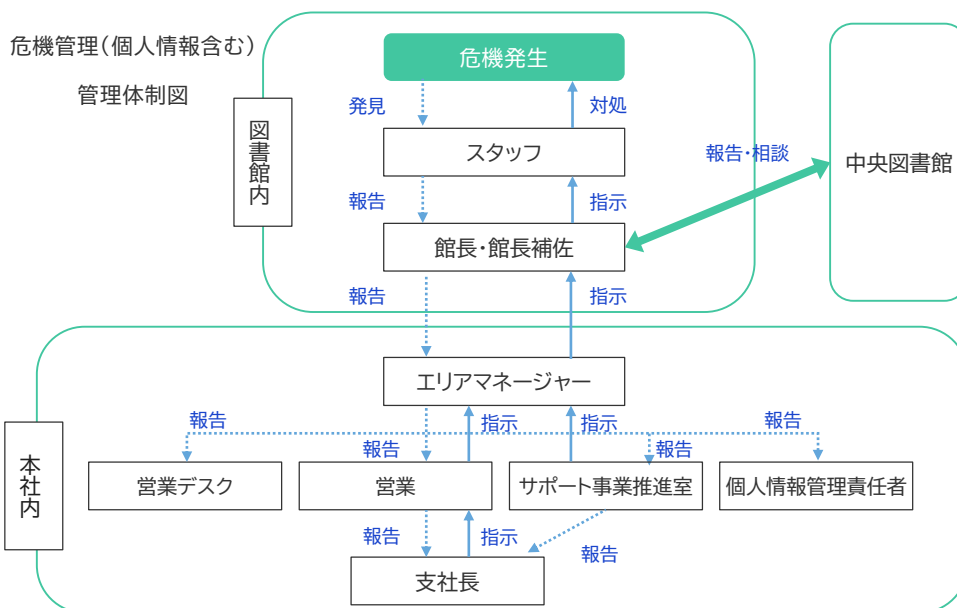 危機管理（個人情報含む）
管理体制図
図書館内
危機発生
発見
対処
スタッフ
報告・相談
中央図書館
報告
指示
館長・館長補佐
報告
指示
エリアマネージャー
本社内
報告
指示
指示
報告
報告
報告
営業デスク
営業
サポート事業推進室
個人情報管理責任者
報告
指示
報告
支社長